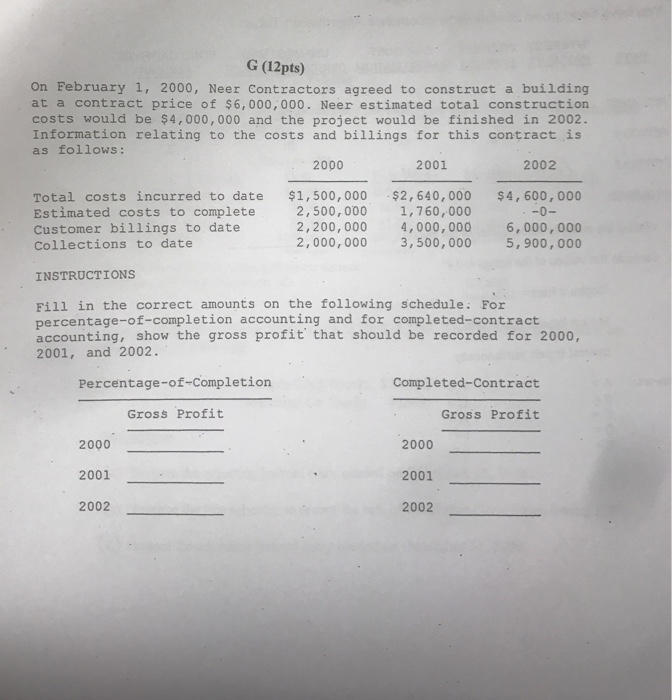 G (12pts)
On February 1, 2000, Neer Contractors agreed to construct a building
at a contract price of $6,000,000. Neer estimated total construction
costs would be $4,000,000 and the project would be finished in 2002.
Information relating to the costs and billings for this contract is
as follows:
2000 2001 2002
Total costs incurred to date $1,500,000 $2,640,000 $4,600,000
Estimated costs to complete 2,500,000 1,760,000 -0-
Customer billings to date 2,200,000 4,000,000 6,000,000
Collections to date 2,000,000 3,500,000 5,900,000
INSTRUCTIONS
Fill in the correct amounts on the following schedule. For
percentage-of-completion accounting and for completed-contract
accounting, show the gross profit that should be recorded for 2000,
2001, and 2002.
Percentage-of-Completion Completed-Contract
Gross Profit Gross Profit
2000 2000
2001 2001
2002 2002